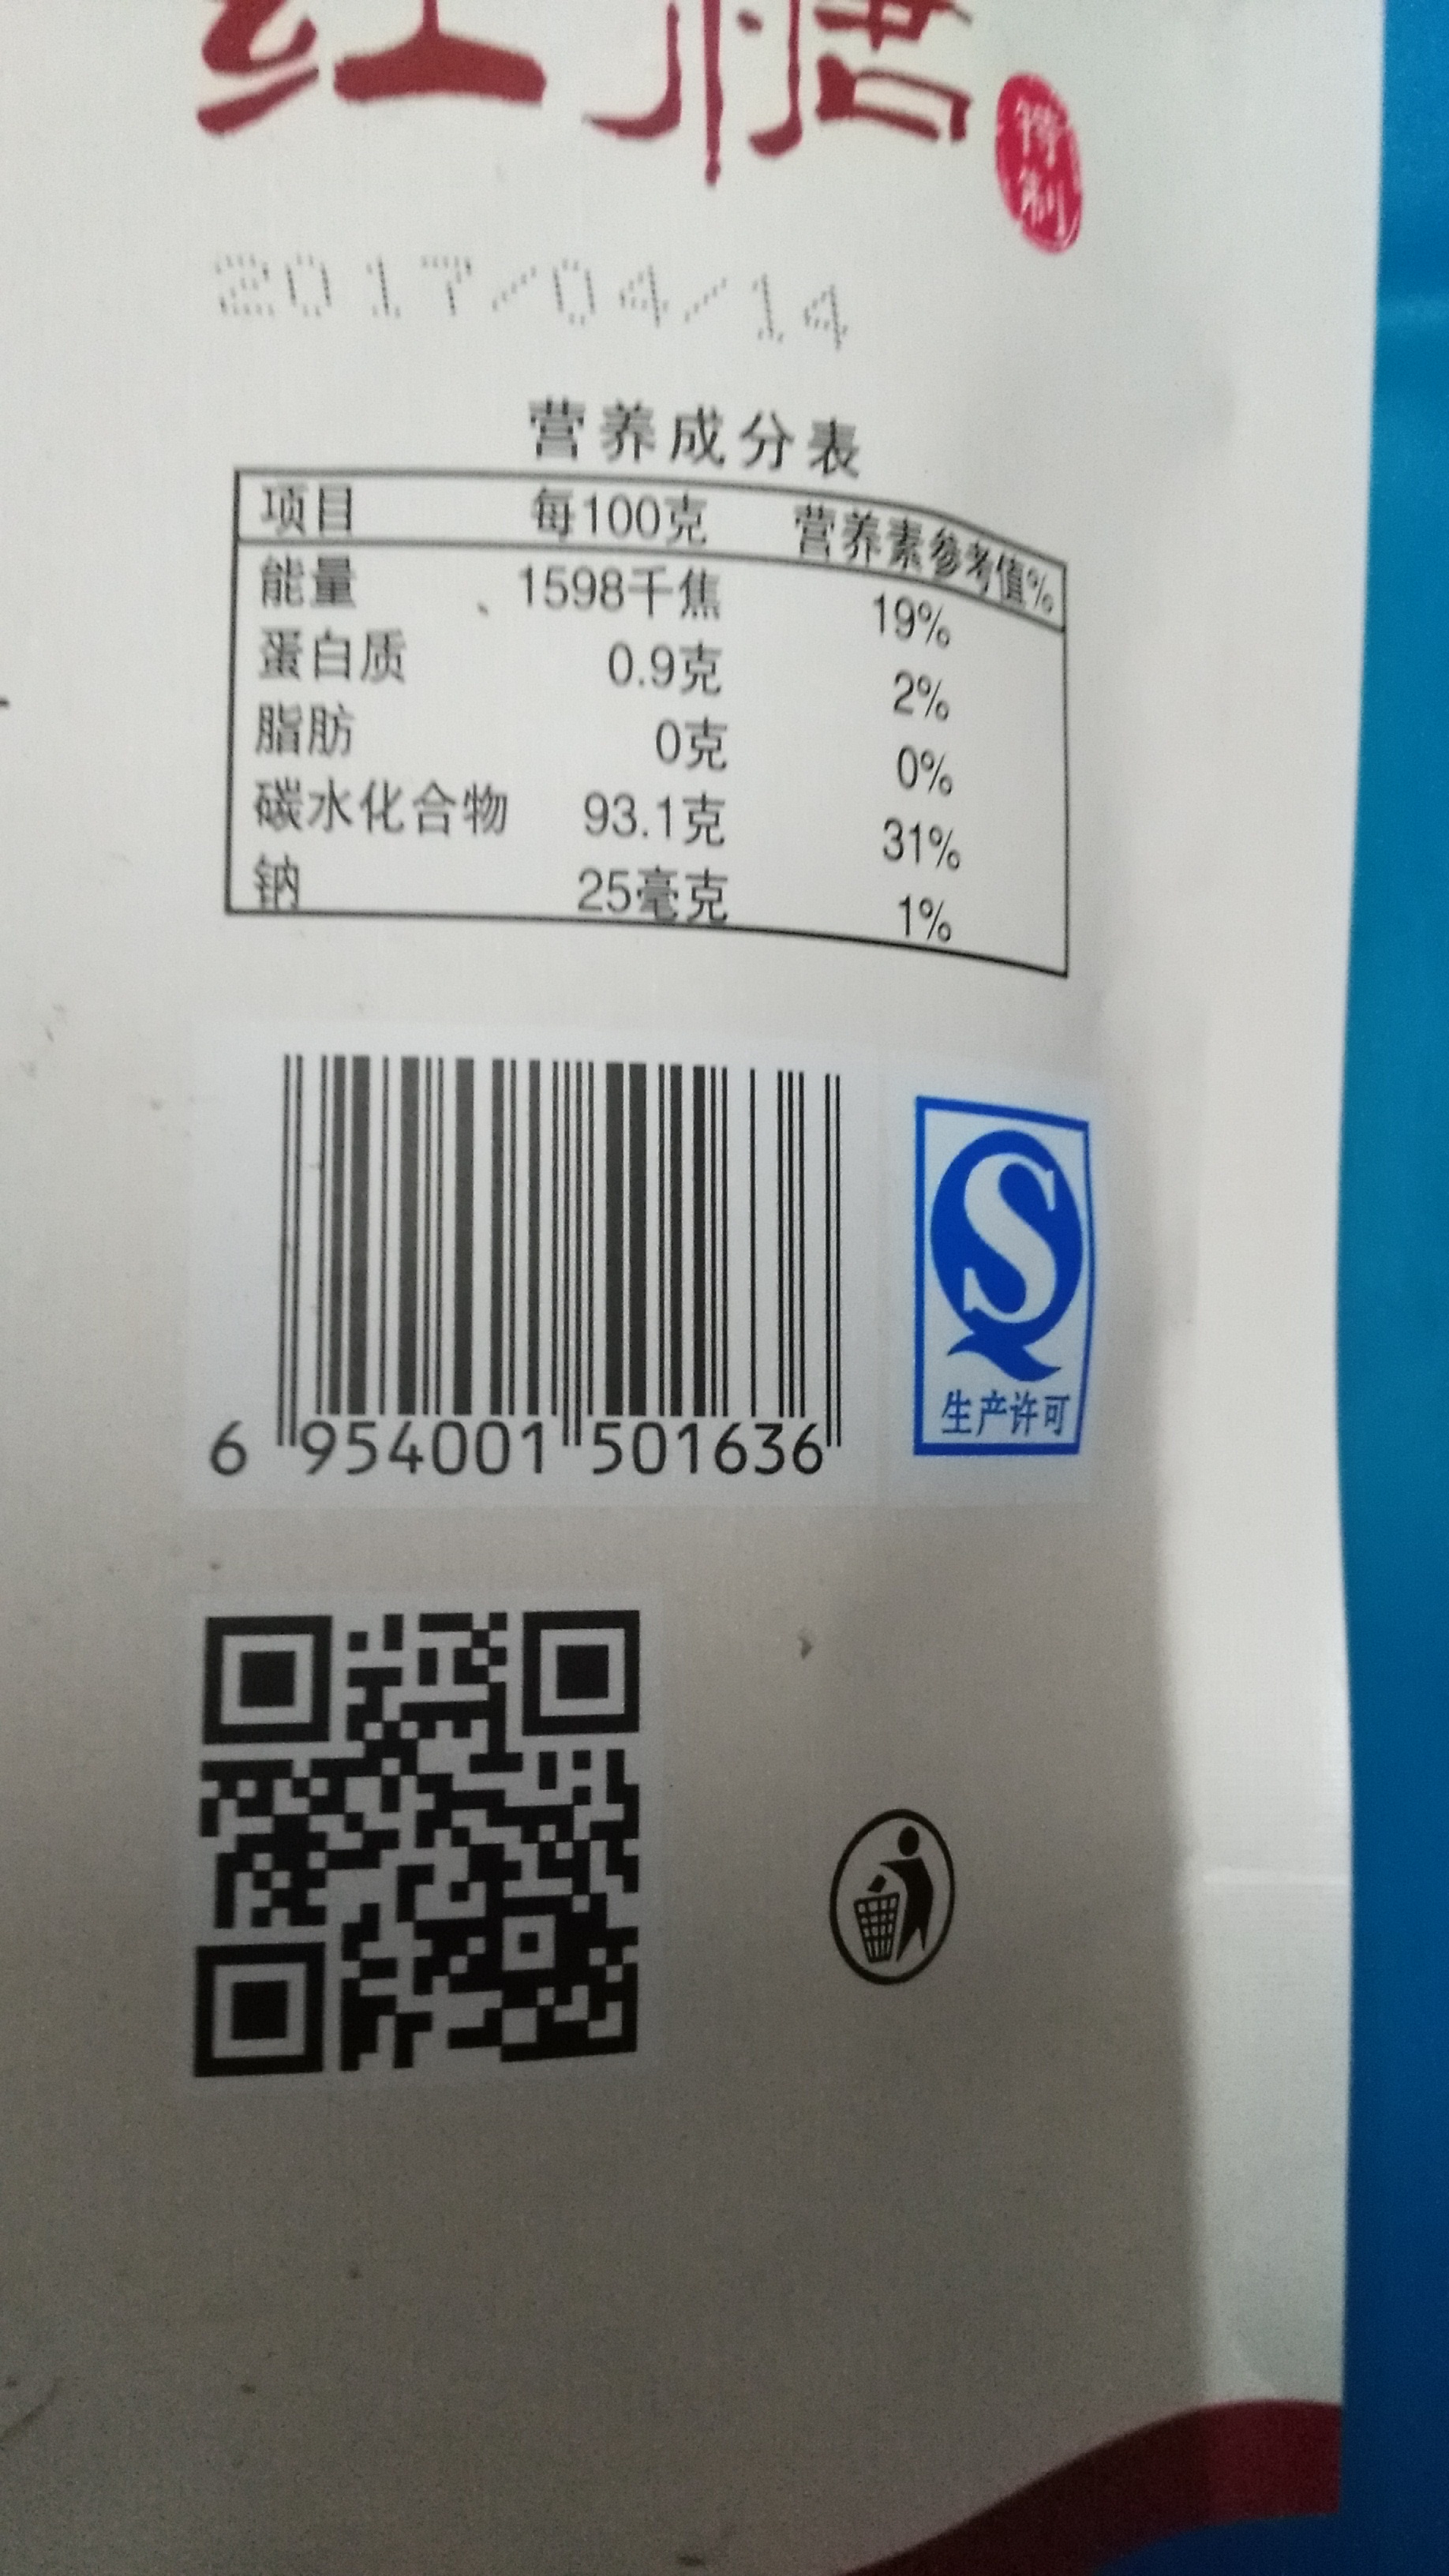 红糖
特制
2017/04/14
营养成分表
项目 每100克 营养素参考值%
能量 1598千焦 19%
蛋白质 0.9克 2%
脂肪 0克 0%
碳水化合物 93.1克 31%
钠 25毫克 1%
6 954001 501636
QS
生产许可